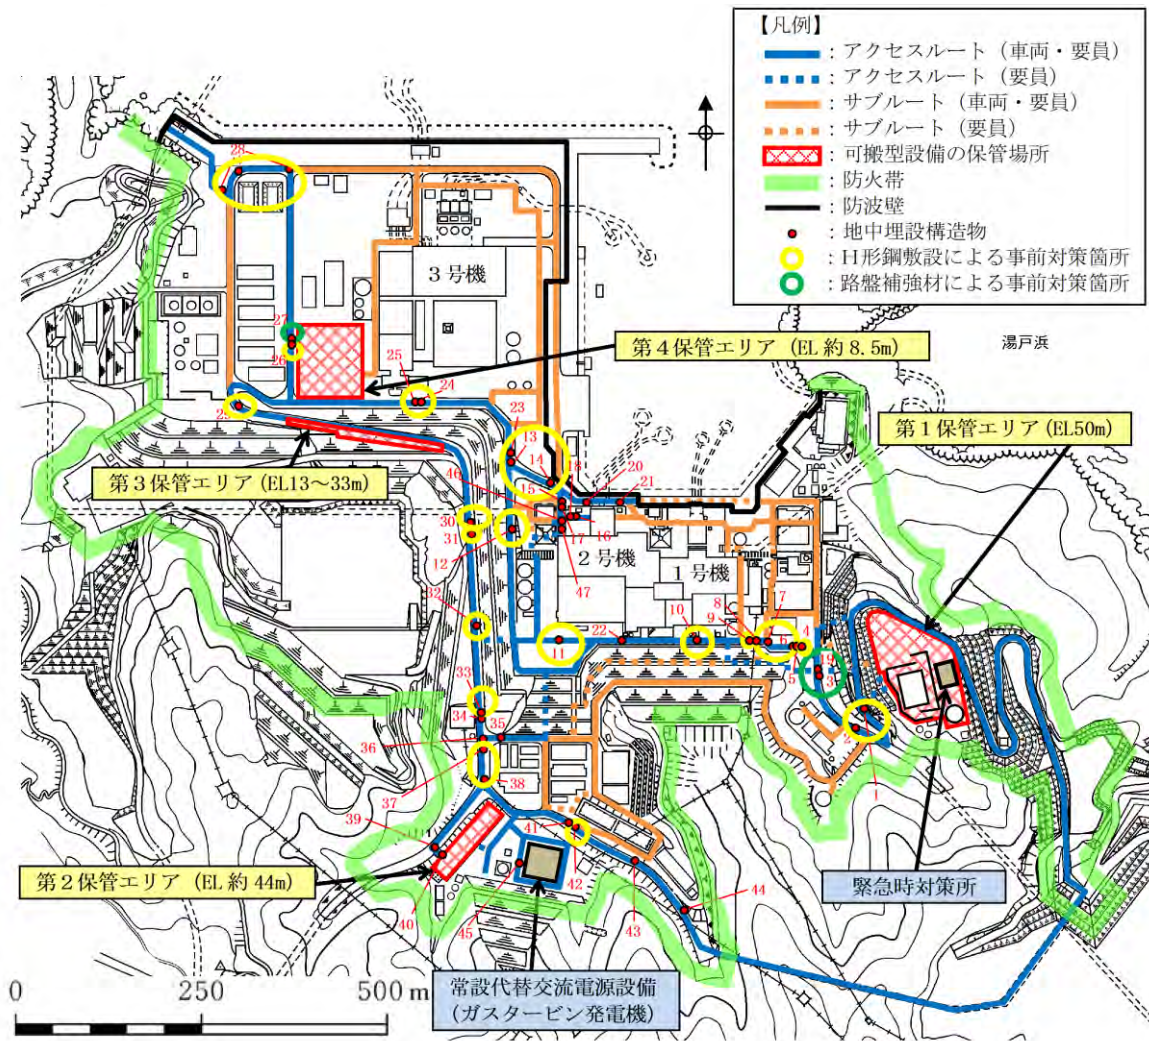 【凡例】
：アクセスルート（車両・要員）
：アクセスルート（要員）
：サブルート（車両・要員）
：サブルート（要員）
：可搬型設備の保管場所
：防火帯
：防波壁
：地中埋設構造物
：H形鋼敷設による事前対策箇所
：路盤補強材による事前対策箇所
28
3号機
湯戸浜
27
26
第4保管エリア（EL 約 8.5m）
25
24
29
23
13
第1保管エリア(EL50m)
第3保管エリア(EL13～33m)
46
14
18
15
20
21
30
31
12
16
17
2号機
47
1号機
8
7
9
32
22
10
11
6
4
5
19
3
33
34
35
2
1
36
37
38
39
41
42
第2保管エリア（EL 約 44m）
緊急時対策所
40
45
43
44
常設代替交流電源設備
(ガスタービン発電機)
0
250
500 m